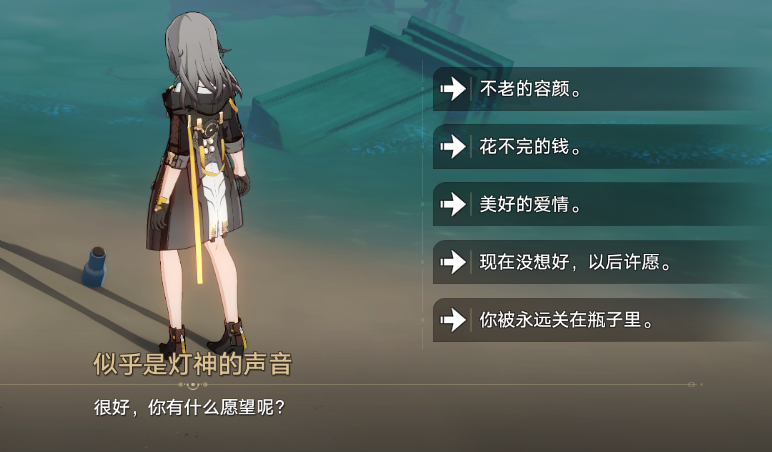 不老的容颜。
花不完的钱。
美好的爱情。
现在没想好，以后许愿。
你被永远关在瓶子里。
似乎是灯神的声音
很好，你有什么愿望呢？